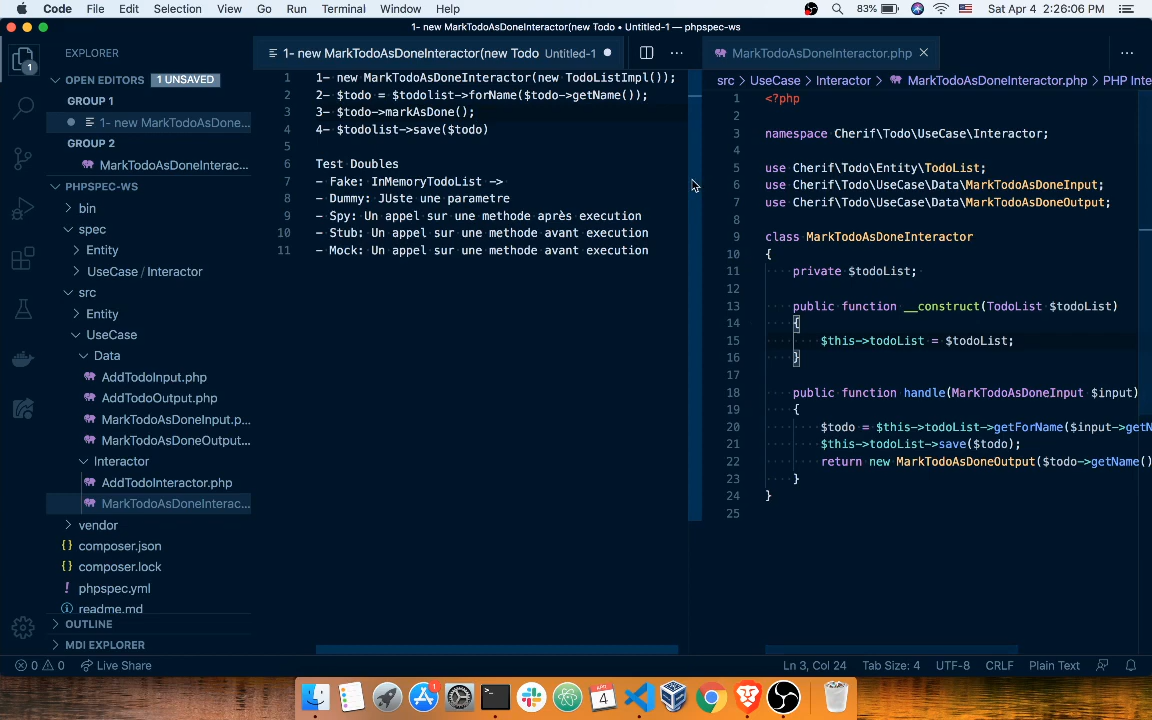 Code File Edit Selection View Go Run Terminal Window Help 83% Sat Apr 4 2:26:06 PM
1- new MarkTodoAsDoneInteractor(new Todo • Untitled-1 — phpspec-ws
EXPLORER
OPEN EDITORS 1 UNSAVED
GROUP 1
1- new MarkTodoAsDone...
GROUP 2
MarkTodoAsDoneInterac...
PHPSPEC-WS
bin
spec
Entity
UseCase / Interactor
src
Entity
UseCase
Data
AddTodoInput.php
AddTodoOutput.php
MarkTodoAsDoneInput.p...
MarkTodoAsDoneOutput...
Interactor
AddTodoInteractor.php
MarkTodoAsDoneInterac...
vendor
composer.json
composer.lock
phpspec.yml
readme.md
OUTLINE
MDI EXPLORER
1- new MarkTodoAsDoneInteractor(new Todo Untitled-1
1 1- new MarkTodoAsDoneInteractor(new TodoListImpl());
2 2- $todo = $todolist->forName($todo->getName());
3 3- $todo->markAsDone();
4 4- $todolist->save($todo)
5
6 Test Doubles
7 - Fake: InMemoryTodoList ->
8 - Dummy: JUste une parametre
9 - Spy: Un appel sur une methode après execution
10 - Stub: Un appel sur une methode avant execution
11 - Mock: Un appel sur une methode avant execution
MarkTodoAsDoneInteractor.php
src > UseCase > Interactor > MarkTodoAsDoneInteractor.php > PHP Inte
1 <?php
2
3 namespace Cherif\Todo\UseCase\Interactor;
4
5 use Cherif\Todo\Entity\TodoList;
6 use Cherif\Todo\UseCase\Data\MarkTodoAsDoneInput;
7 use Cherif\Todo\UseCase\Data\MarkTodoAsDoneOutput;
8
9 class MarkTodoAsDoneInteractor
10 {
11 private $todoList;
12
13 public function __construct(TodoList $todoList)
14 {
15 $this->todoList = $todoList;
16 }
17
18 public function handle(MarkTodoAsDoneInput $input)
19 {
20 $todo = $this->todoList->getForName($input->getN
21 $this->todoList->save($todo);
22 return new MarkTodoAsDoneOutput($todo->getName()
23 }
24 }
25
0 0 Live Share Ln 3, Col 24 Tab Size: 4 UTF-8 CRLF Plain Text